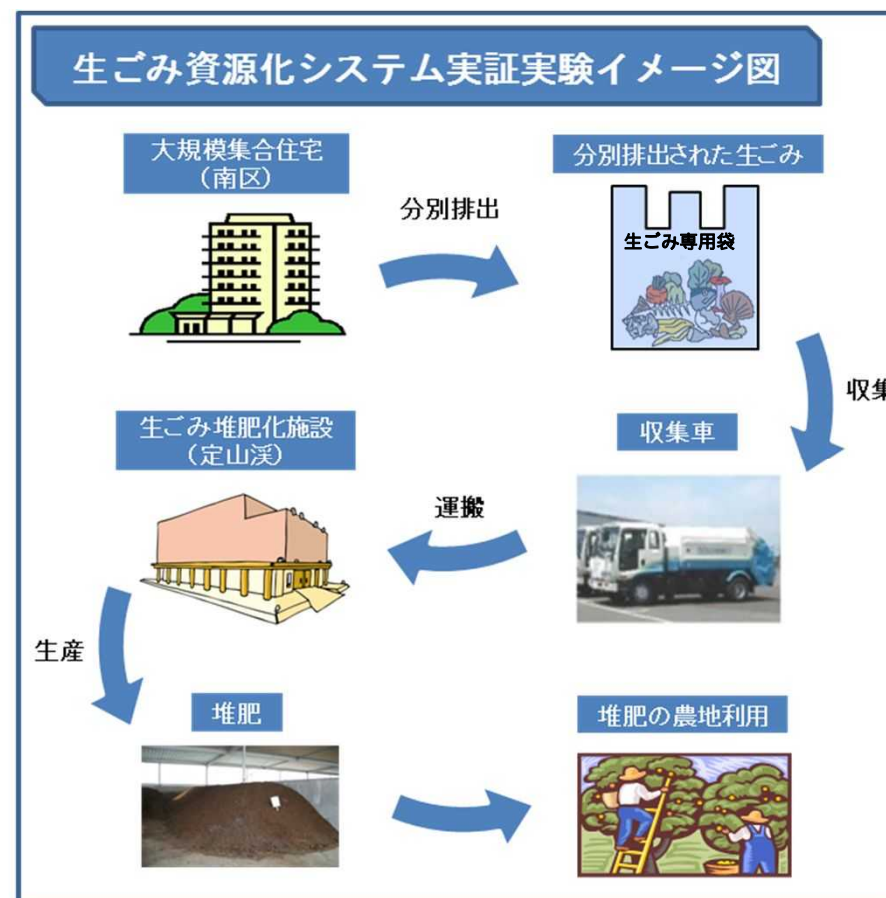 生ごみ資源化システム実証実験イメージ図
大規模集合住宅
(南区)
分別排出
分別排出された生ごみ
生ごみ専用袋
収集
収集車
運搬
生ごみ堆肥化施設
(定山渓)
生産
堆肥
堆肥の農地利用